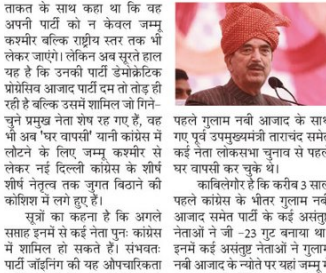 ताकत के साथ कहा था कि वह
अपनी पार्टी को न केवल जम्मू
कश्मीर बल्कि राष्ट्रीय स्तर तक भी
लेकर जाएंगे। लेकिन अब सूरते हाल
यह है कि उनकी पार्टी डेमोक्रेटिक
प्रोग्रेसिव आजाद पार्टी दम तो तोड़ ही
रही है बल्कि उसमें शामिल जो गिने-
चुने प्रमुख नेता शेष रह गए हैं, वह
भी अब 'घर वापसी' यानी कांग्रेस में
लौटने के लिए जम्मू कश्मीर से
लेकर नई दिल्ली कांग्रेस के शीर्ष
शीर्ष नेतृत्व तक जुगत बिठाने की
कोशिश में लगे हुए हैं।
सूत्रों का कहना है कि अगले
सप्ताह इनमें से कई नेता पुनः कांग्रेस
में शामिल हो सकते हैं। संभवतः
पार्टी जॉइनिंग की यह औपचारिकता
पहले गुलाम नबी आजाद के साथ
गए पूर्व उपमुख्यमंत्री ताराचंद समेत
कई नेता लोकसभा चुनाव से पहले
घर वापसी कर चुके थे।
काबिलेगौर है कि करीब 3 साल
पहले कांग्रेस के भीतर गुलाम नबी
आजाद समेत पार्टी के कई असंतुष्ट
नेताओं ने जी -23 गुट बनाया था।
इनमें कई असंतुष्ट नेताओं ने गुलाम
नबी आजाद के न्योते पर यहां जम्मू में